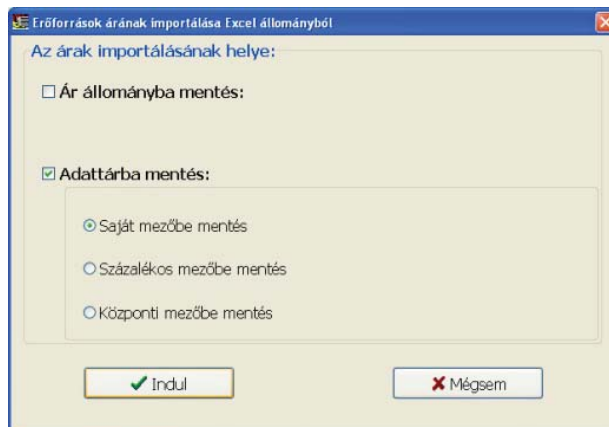 Erőforrások árának importálása Excel állományból
Az árak importálásának helye:
Ár állományba mentés:
Adattárba mentés:
Saját mezőbe mentés
Százalékos mezőbe mentés
Központi mezőbe mentés
Indul
Mégsem